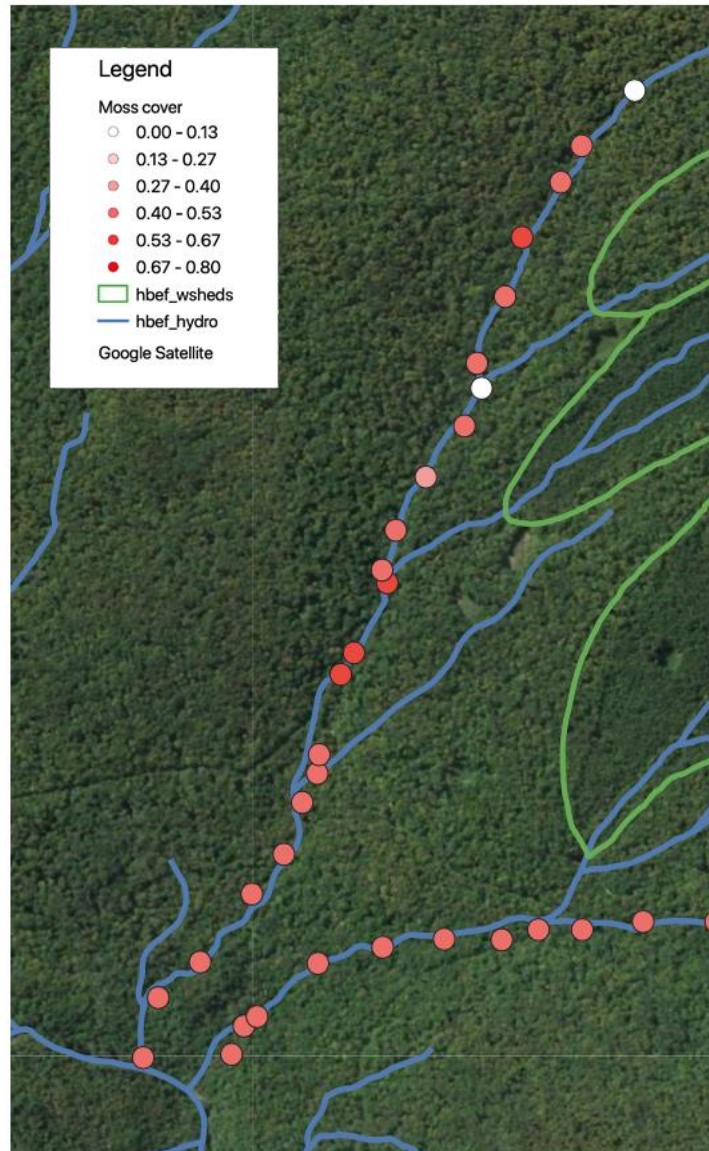 Legend
Moss cover
0.00 - 0.13
0.13 - 0.27
0.27 - 0.40
0.40 - 0.53
0.53 - 0.67
0.67 - 0.80
hbef_wsheds
hbef_hydro
Google Satellite